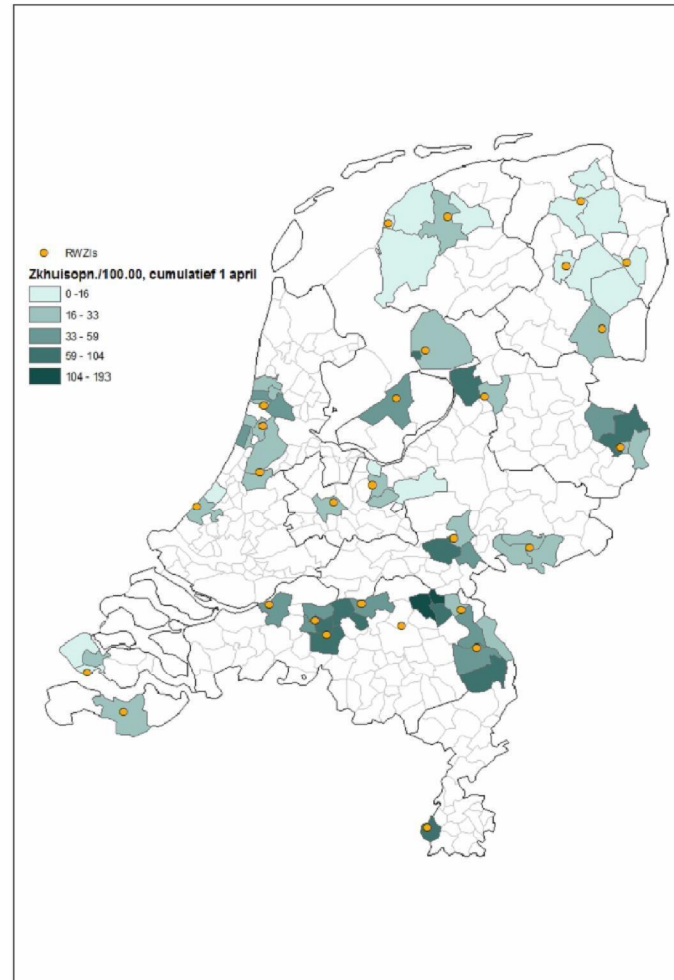 RWZIs
Zkhuisopn./100.00, cumulatief 1 april
0 -16
16 - 33
33 - 59
59 - 104
104 - 193